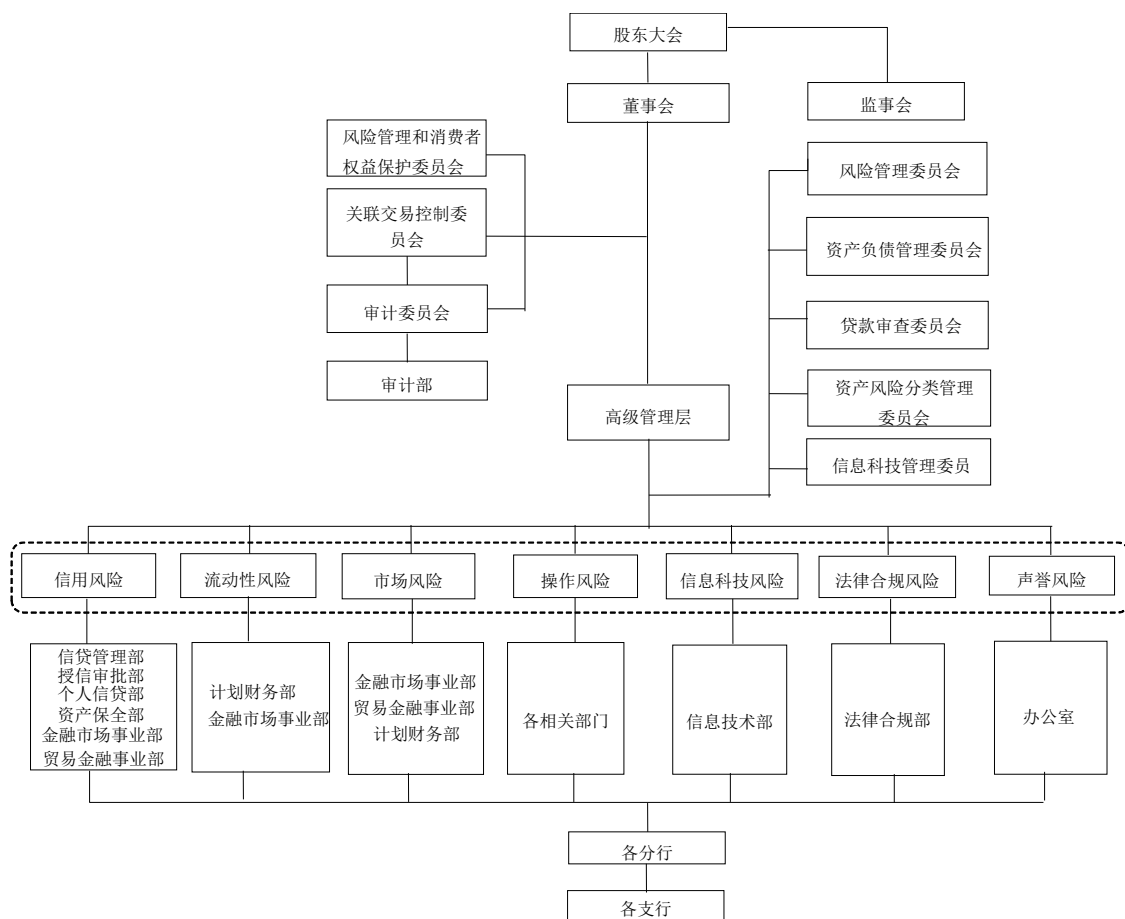 股东大会
董事会
监事会
风险管理和消费者
权益保护委员会
关联交易控制委
员会
审计委员会
审计部
风险管理委员会
资产负债管理委员会
贷款审查委员会
资产风险分类管理
委员会
信息科技管理委员
高级管理层
信用风险
流动性风险
市场风险
操作风险
信息科技风险
法律合规风险
声誉风险
信贷管理部
授信审批部
个人信贷部
资产保全部
金融市场事业部
贸易金融事业部
计划财务部
金融市场事业部
金融市场事业部
贸易金融事业部
计划财务部
各相关部门
信息技术部
法律合规部
办公室
各分行
各支行